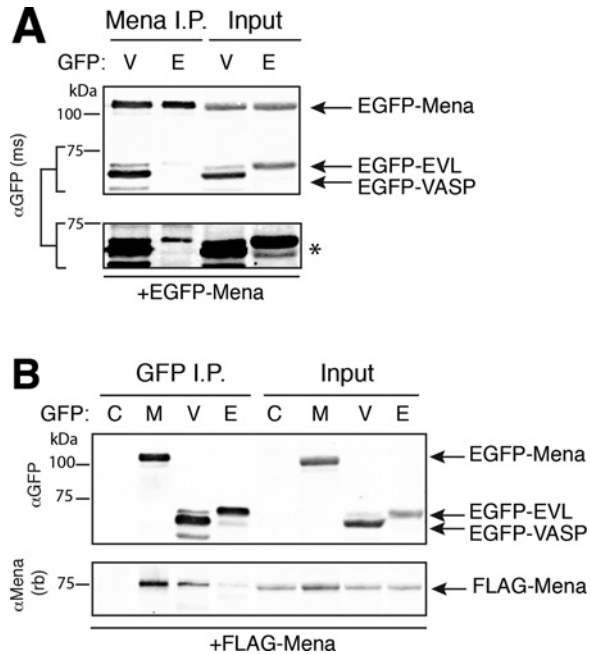 A
Mena I.P. Input
GFP: V E V E
kDa
100
EGFP-Mena
75
EGFP-EVL
EGFP-VASP
αGFP (ms)
75
*
+EGFP-Mena
B
GFP I.P. Input
GFP: C M V E C M V E
kDa
100
EGFP-Mena
75
EGFP-EVL
EGFP-VASP
αGFP
75
FLAG-Mena
αMena
(rb)
+FLAG-Mena